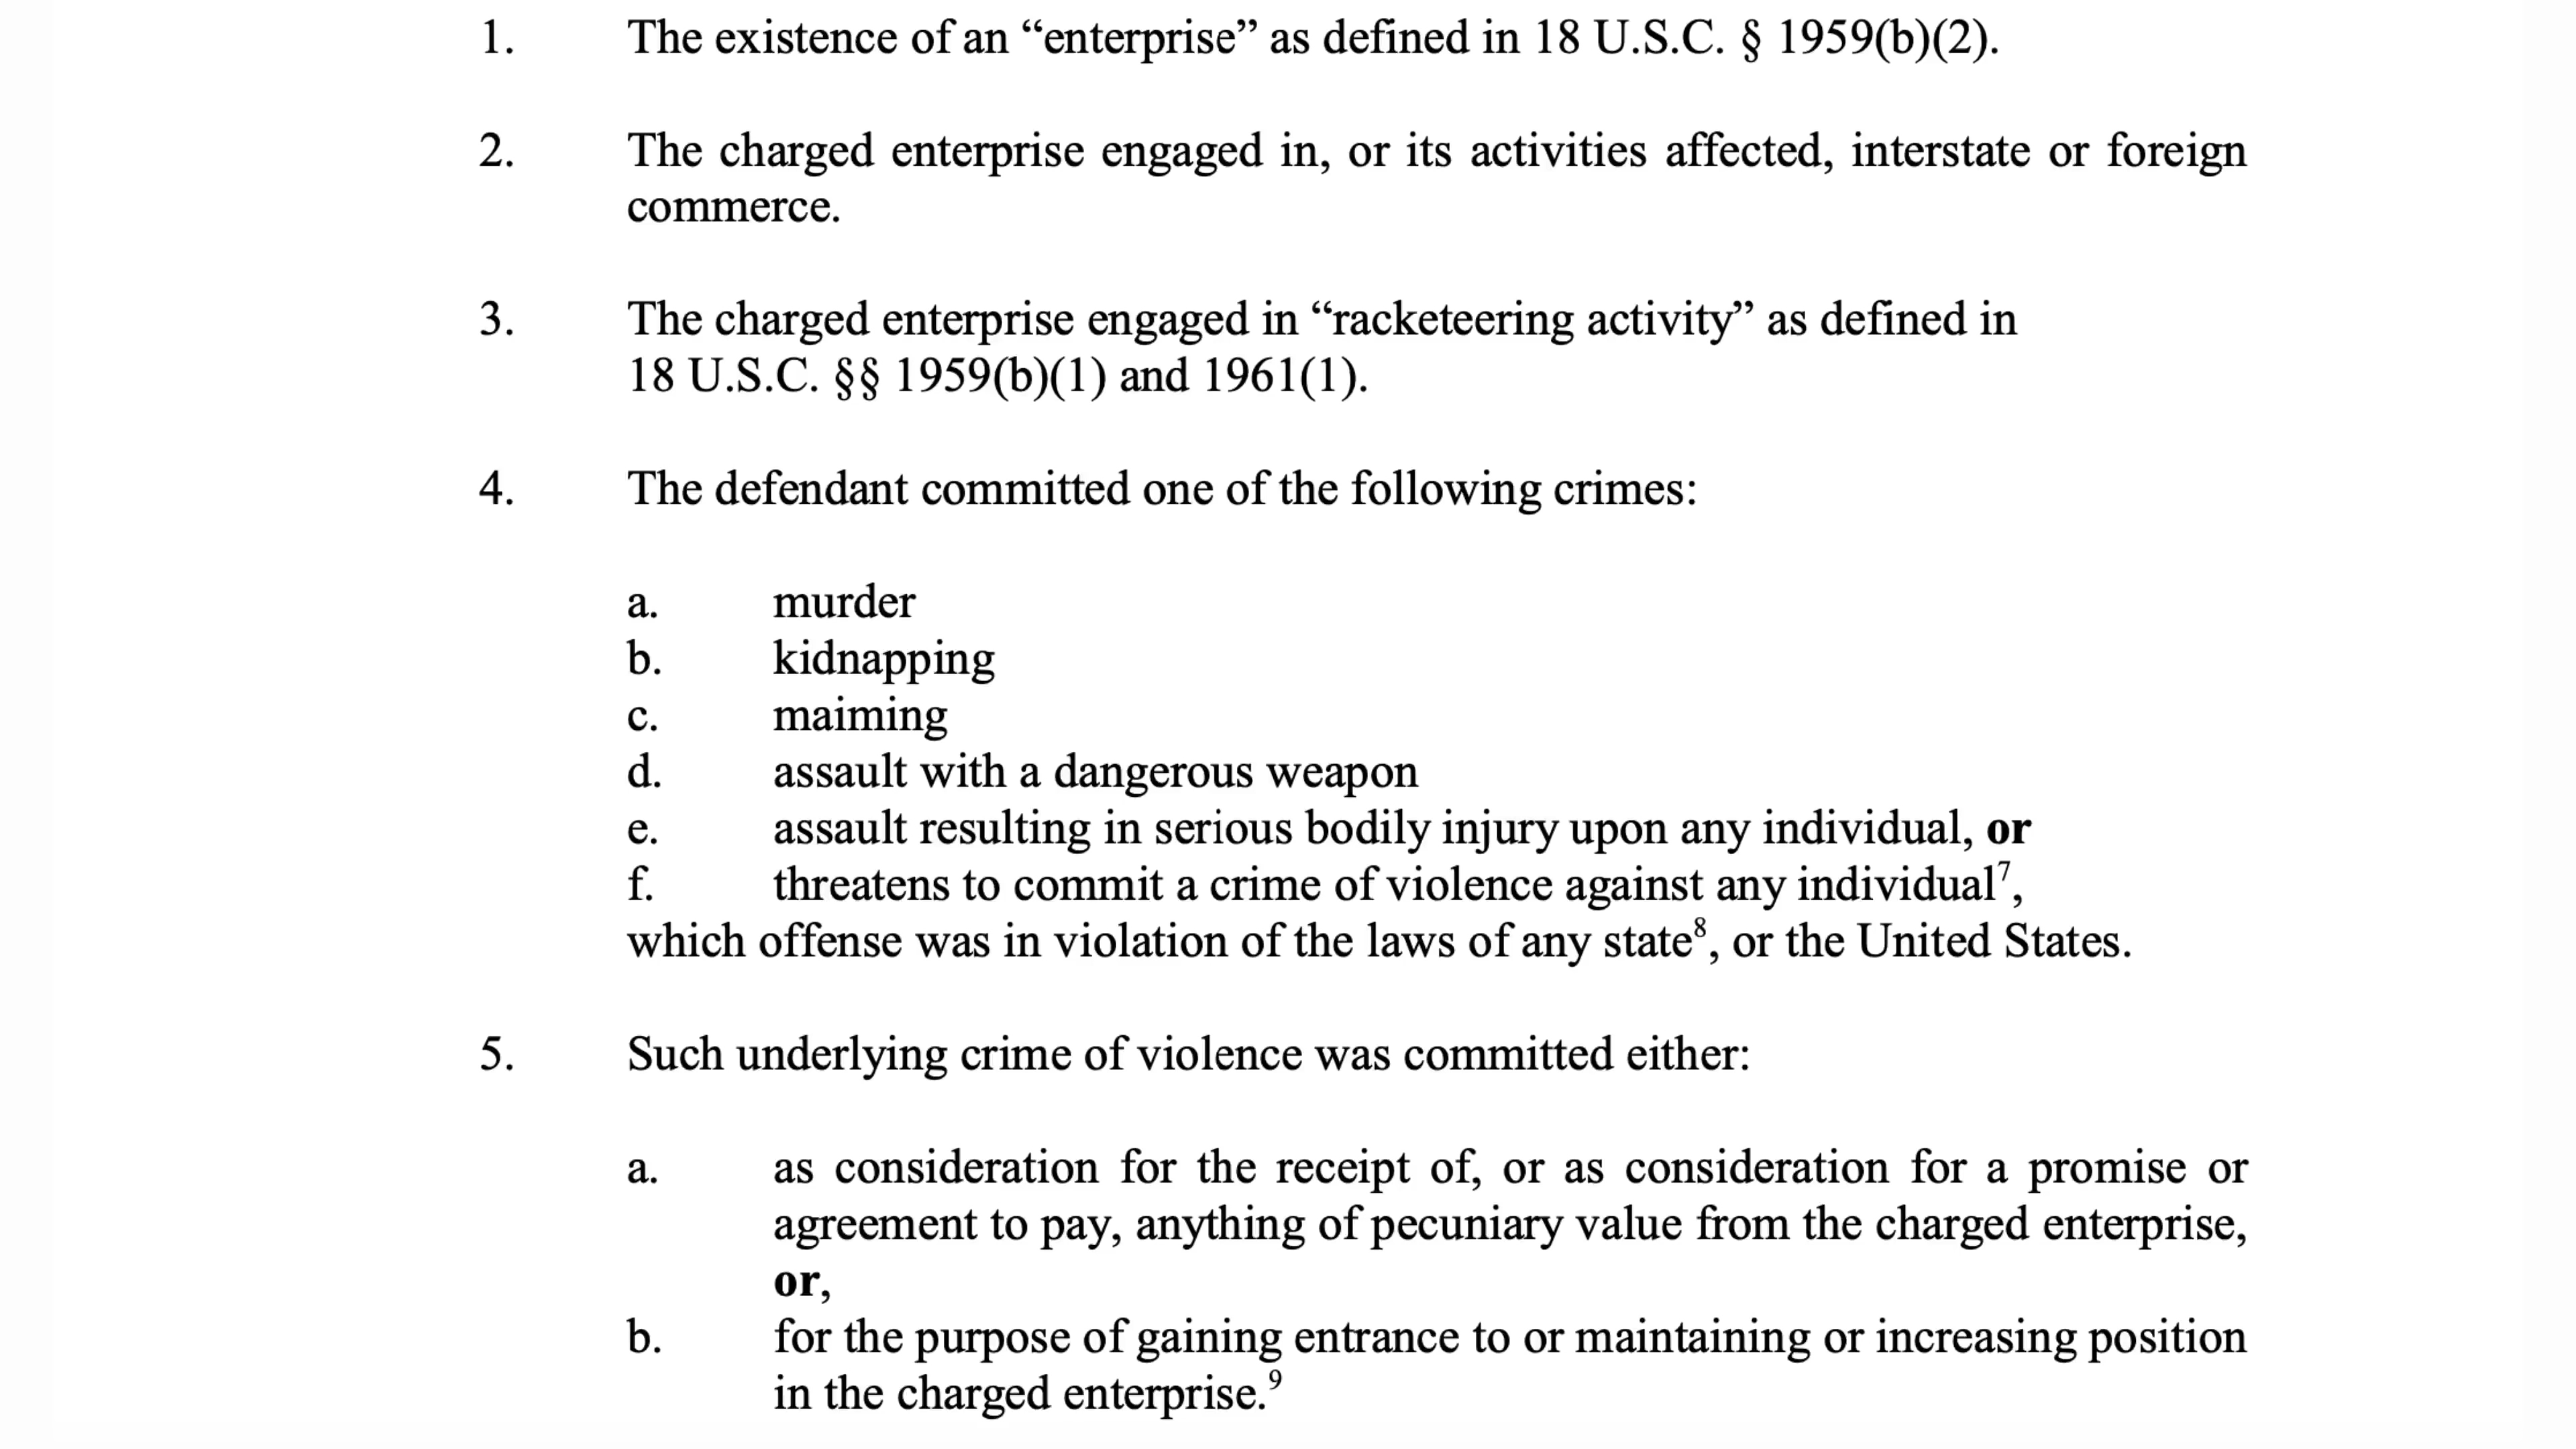 1. The existence of an “enterprise” as defined in 18 U.S.C. § 1959(b)(2).
2. The charged enterprise engaged in, or its activities affected, interstate or foreign
commerce.
3. The charged enterprise engaged in “racketeering activity” as defined in
18 U.S.C. §§ 1959(b)(1) and 1961(1).
4. The defendant committed one of the following crimes:
a. murder
b. kidnapping
c. maiming
d. assault with a dangerous weapon
e. assault resulting in serious bodily injury upon any individual, or
f. threatens to commit a crime of violence against any individual⁷,
which offense was in violation of the laws of any state⁸, or the United States.
5. Such underlying crime of violence was committed either:
a. as consideration for the receipt of, or as consideration for a promise or
agreement to pay, anything of pecuniary value from the charged enterprise,
or,
b. for the purpose of gaining entrance to or maintaining or increasing position
in the charged enterprise.⁹